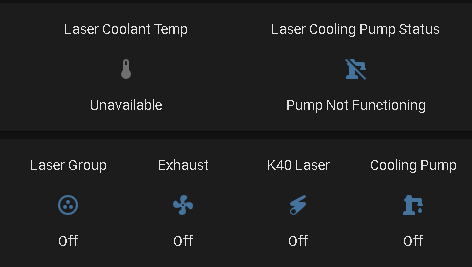 Laser Coolant Temp Laser Cooling Pump Status
Unavailable Pump Not Functioning
Laser Group Exhaust K40 Laser Cooling Pump
Off Off Off Off